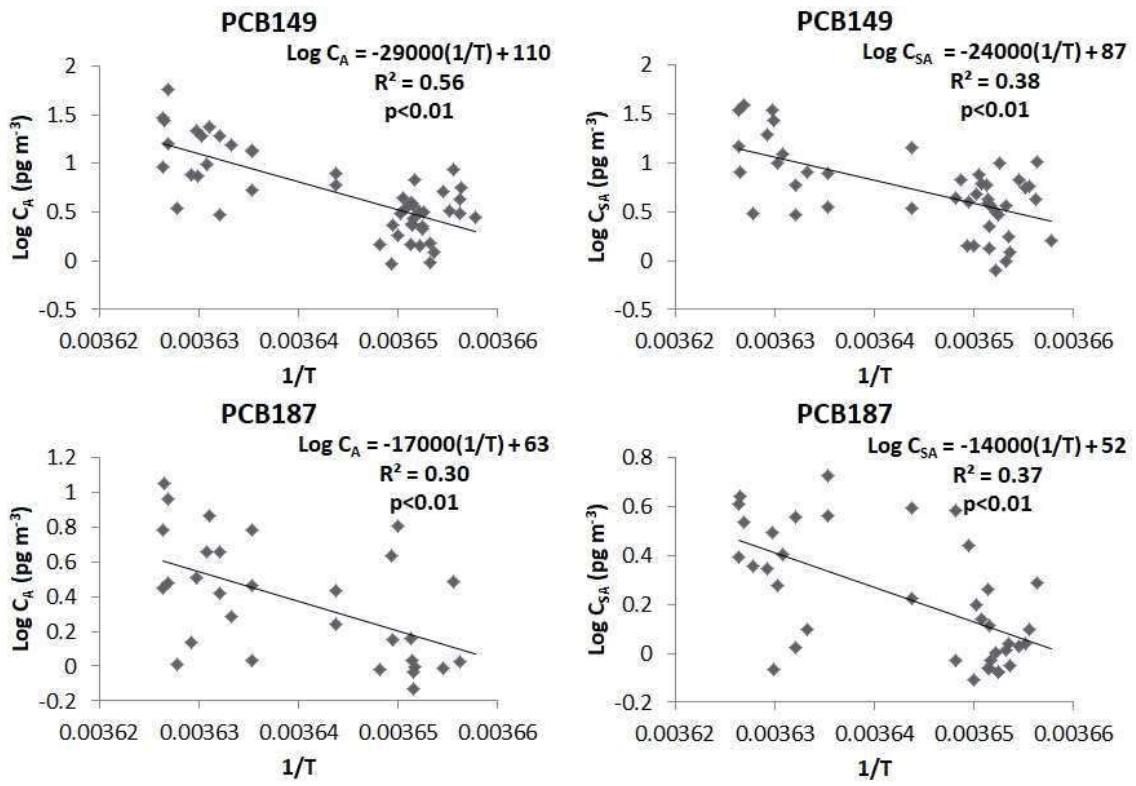 PCB149
Log C_A = -29000(1/T) + 110
R² = 0.56
p<0.01
2
1.5
1
0.5
0
-0.5
Log C_A (pg m⁻³)
0.00362 0.00363 0.00364 0.00365 0.00366
1/T
PCB149
Log C_SA = -24000(1/T) + 87
R² = 0.38
p<0.01
2
1.5
1
0.5
0
-0.5
Log C_SA (pg m⁻³)
0.00362 0.00363 0.00364 0.00365 0.00366
1/T
PCB187
Log C_A = -17000(1/T) + 63
R² = 0.30
p<0.01
1.2
1
0.8
0.6
0.4
0.2
0
-0.2
Log C_A (pg m⁻³)
0.00362 0.00363 0.00364 0.00365 0.00366
1/T
PCB187
Log C_SA = -14000(1/T) + 52
R² = 0.37
p<0.01
0.8
0.6
0.4
0.2
0
-0.2
Log C_SA (pg m⁻³)
0.00362 0.00363 0.00364 0.00365 0.00366
1/T